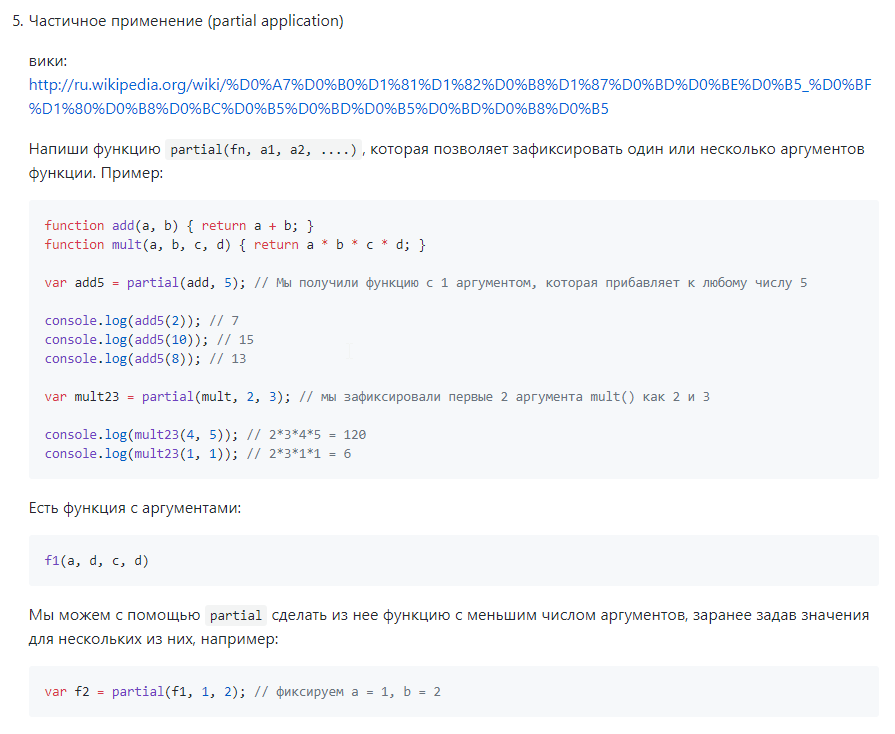 5. Частичное применение (partial application)
вики:
http://ru.wikipedia.org/wiki/%D0%A7%D0%B0%D1%81%D1%82%D0%B8%D1%87%D0%BD%D0%BE%D0%B5_%D0%BF
%D1%80%D0%B8%D0%BC%D0%B5%D0%BD%D0%B5%D0%BD%D0%B8%D0%B5
Напиши функцию partial(fn, a1, a2, ....), которая позволяет зафиксировать один или несколько аргументов
функции. Пример:
function add(a, b) { return a + b; }
function mult(a, b, c, d) { return a * b * c * d; }
var add5 = partial(add, 5); // Мы получили функцию с 1 аргументом, которая прибавляет к любому числу 5
console.log(add5(2)); // 7
console.log(add5(10)); // 15
console.log(add5(8)); // 13
var mult23 = partial(mult, 2, 3); // мы зафиксировали первые 2 аргумента mult() как 2 и 3
console.log(mult23(4, 5)); // 2*3*4*5 = 120
console.log(mult23(1, 1)); // 2*3*1*1 = 6
Есть функция с аргументами:
f1(a, d, c, d)
Мы можем с помощью partial сделать из нее функцию с меньшим числом аргументов, заранее задав значения
для нескольких из них, например:
var f2 = partial(f1, 1, 2); // фиксируем a = 1, b = 2